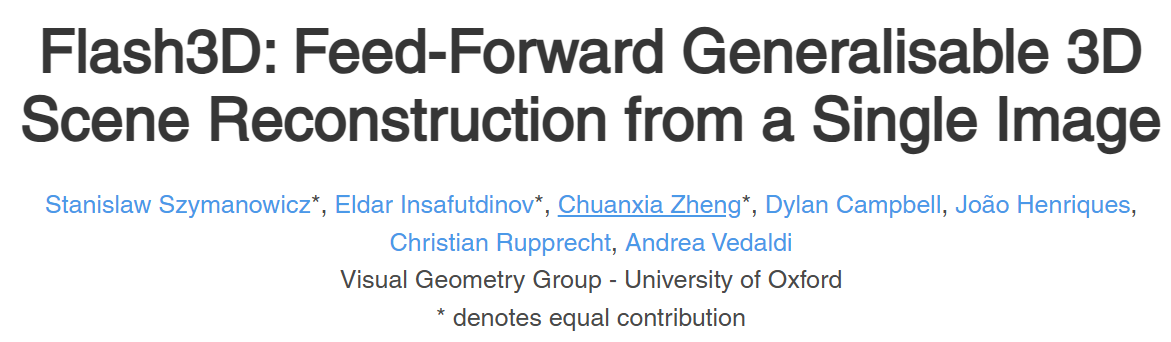 Flash3D: Feed-Forward Generalisable 3D
Scene Reconstruction from a Single Image
Stanislaw Szymanowicz*, Eldar Insafutdinov*, Chuanxia Zheng*, Dylan Campbell, João Henriques,
Christian Rupprecht, Andrea Vedaldi
Visual Geometry Group - University of Oxford
* denotes equal contribution